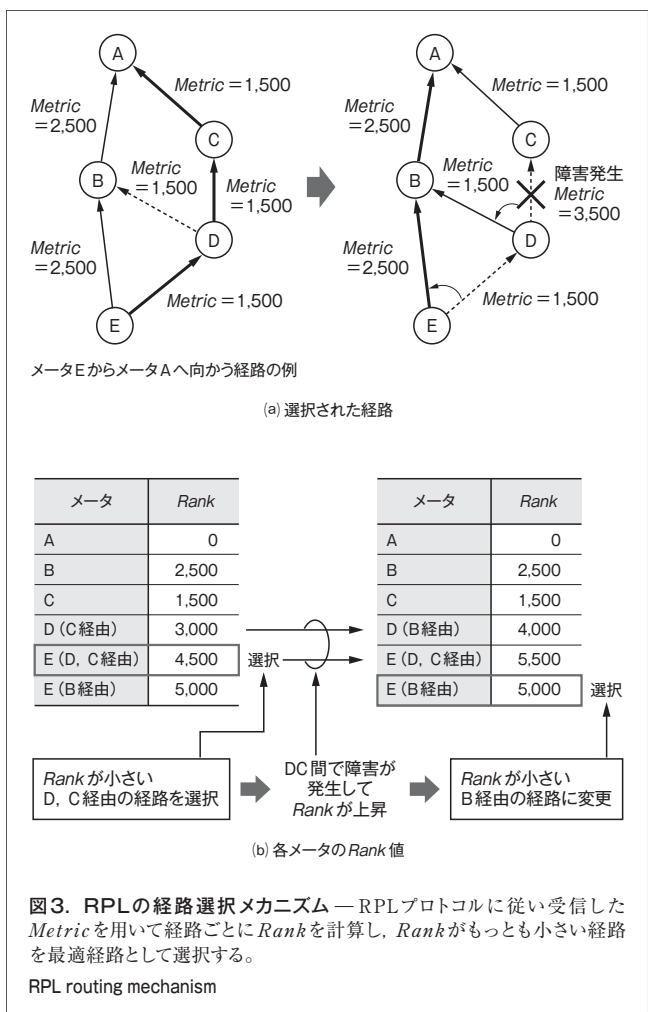 A
Metric=1,500
Metric
=2,500
C
B
Metric
=1,500
Metric
=1,500
D
Metric
=2,500
Metric=1,500
E
A
Metric=1,500
Metric
=2,500
C
B
Metric
=1,500
障害発生
Metric
=3,500
D
Metric
=2,500
Metric=1,500
E
メータEからメータAへ向かう経路の例
(a) 選択された経路
メータ Rank
A 0
B 2,500
C 1,500
D (C経由) 3,000
E (D, C経由) 4,500 選択
E (B経由) 5,000
メータ Rank
A 0
B 2,500
C 1,500
D (B経由) 4,000
E (D, C経由) 5,500
E (B経由) 5,000 選択
Rankが小さい
D, C経由の経路を選択
DC間で障害が
発生して
Rankが上昇
Rankが小さい
B経由の経路に変更
(b) 各メータのRank値
図3. RPLの経路選択メカニズム — RPLプロトコルに従い受信した
Metricを用いて経路ごとにRankを計算し, Rankがもっとも小さい経路
を最適経路として選択する。
RPL routing mechanism